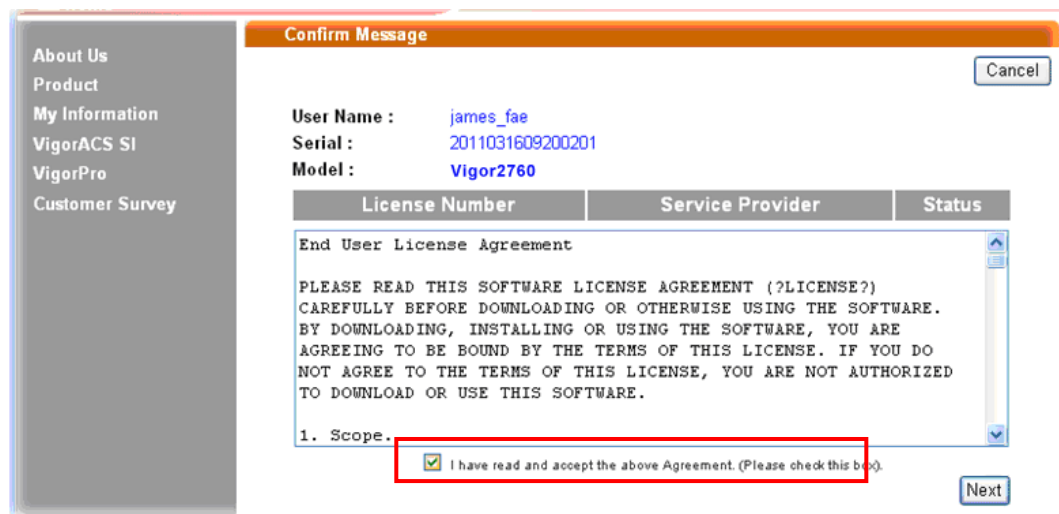 Confirm Message
About Us
Product
My Information
VigorACS SI
VigorPro
Customer Survey
Cancel
User Name : james_fae
Serial : 2011031609200201
Model : Vigor2760
License Number Service Provider Status
End User License Agreement
PLEASE READ THIS SOFTWARE LICENSE AGREEMENT (?LICENSE?)
CAREFULLY BEFORE DOWNLOADING OR OTHERWISE USING THE SOFTWARE.
BY DOWNLOADING, INSTALLING OR USING THE SOFTWARE, YOU ARE
AGREEING TO BE BOUND BY THE TERMS OF THIS LICENSE. IF YOU DO
NOT AGREE TO THE TERMS OF THIS LICENSE, YOU ARE NOT AUTHORIZED
TO DOWNLOAD OR USE THIS SOFTWARE.
1. Scope.
I have read and accept the above Agreement. (Please check this box).
Next